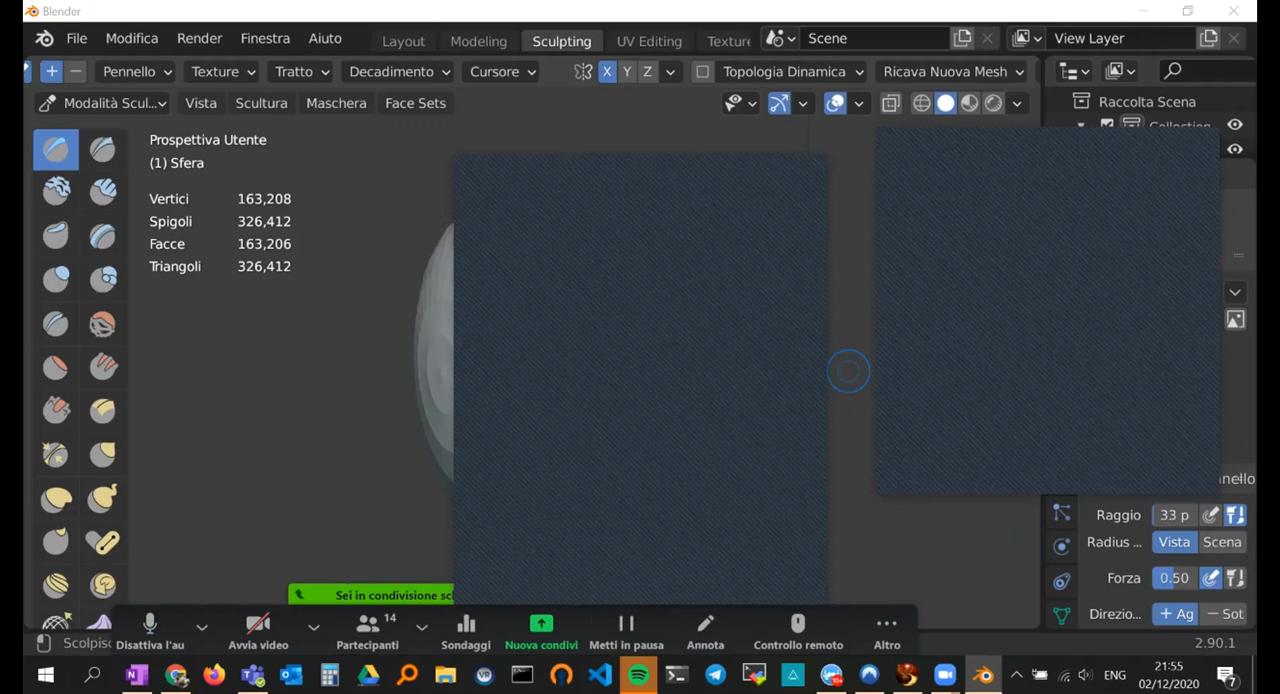 Blender
File Modifica Render Finestra Aiuto Layout Modeling Sculpting UV Editing Texture Scene View Layer
Pennello Texture Tratto Decadimento Cursore X Y Z Topologia Dinamica Ricava Nuova Mesh
Modalità Scul... Vista Scultura Maschera Face Sets
Raccolta Scena
Collection
Prospettiva Utente
(1) Sfera
Vertici 163,208
Spigoli 326,412
Facce 163,206
Triangoli 326,412
Raggio 33 p
Radius ... Vista Scena
Forza 0.50
Direzio... + Ag − Sot
Sei in condivisione
14
Disattiva l'au Avvia video Partecipanti Sondaggi Nuova condivi Metti in pausa Annota Controllo remoto Altro
2.90.1
ENG
21:55
02/12/2020
7